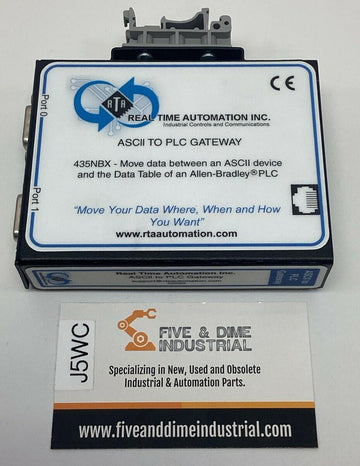 RTA
REAL TIME AUTOMATION INC.
Industrial Controls and Communications
CE
Port 0
ASCII TO PLC GATEWAY
435NBX - Move data between an ASCII device
and the Data Table of an Allen-Bradley® PLC
Port 1
"Move Your Data Where, When and How
You Want"
www.rtaautomation.com
Real Time Automation Inc.
ASCII to PLC Gateway
J5WC
FIVE & DIME
INDUSTRIAL
Specializing in New, Used and Obsolete
Industrial & Automation Parts.
www.fiveanddimeindustrial.com